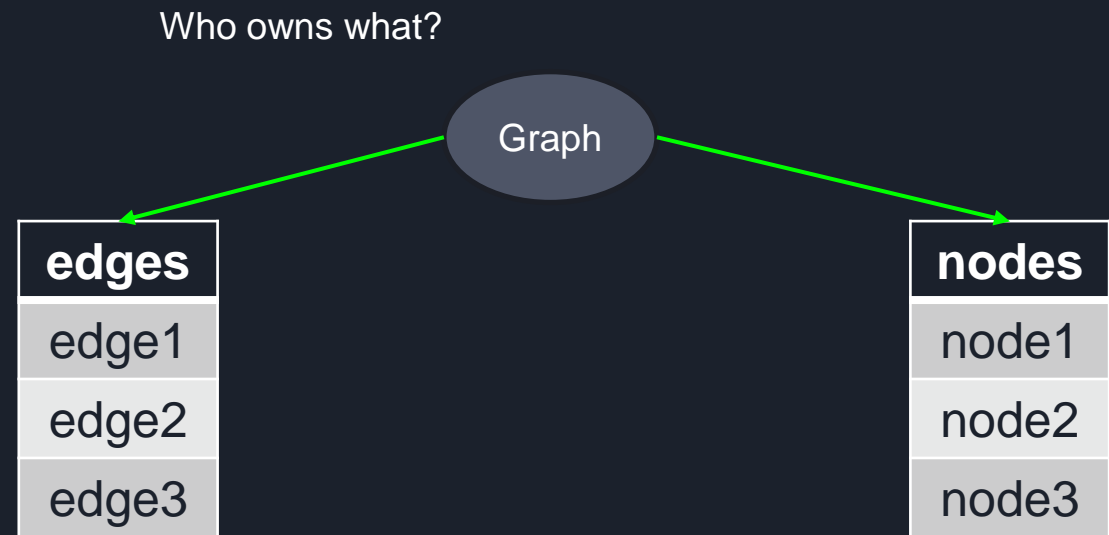 Who owns what?
Graph
edges
edge1
edge2
edge3
nodes
node1
node2
node3